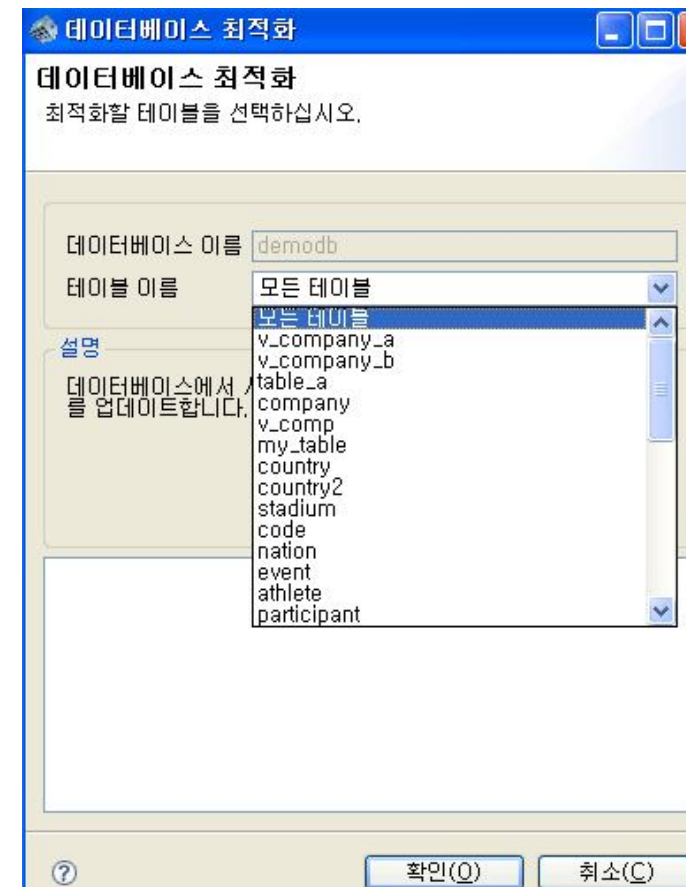 데이터베이스 최적화
데이터베이스 최적화
최적화할 테이블을 선택하십시오.
데이터베이스 이름 demodb
테이블 이름 모든 테이블
모든 테이블
v_company_a
설명
v_company_b
데이터베이스에서 table_a
를 업데이트합니다. company
v_comp
my_table
country
country2
stadium
code
nation
event
athlete
participant
확인(O) 취소(C)